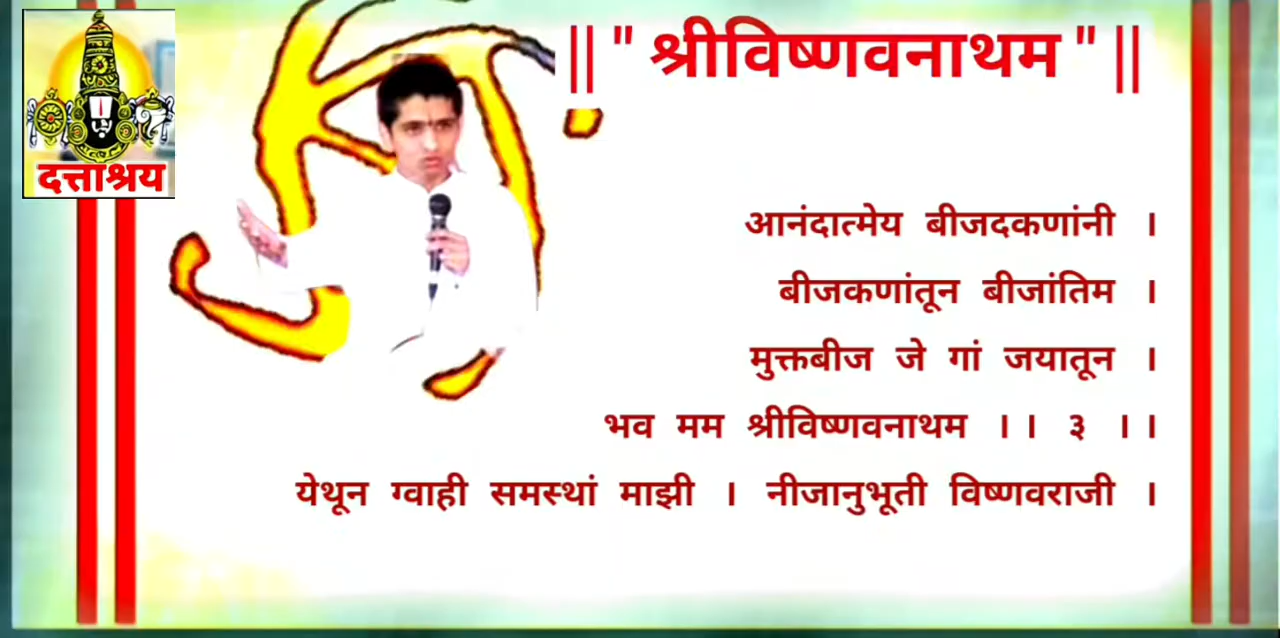 दत्ताश्रय
|| " श्रीविष्णवनाथम " ||
आनंदात्मेय बीजदकणांनी ।
बीजकणांतून बीजांतिम ।
मुक्तबीज जे गां जयातून ।
भव मम श्रीविष्णवनाथम ।। ३ ।।
येथून ग्वाही समस्थां माझी । नीजानुभूती विष्णवराजी ।